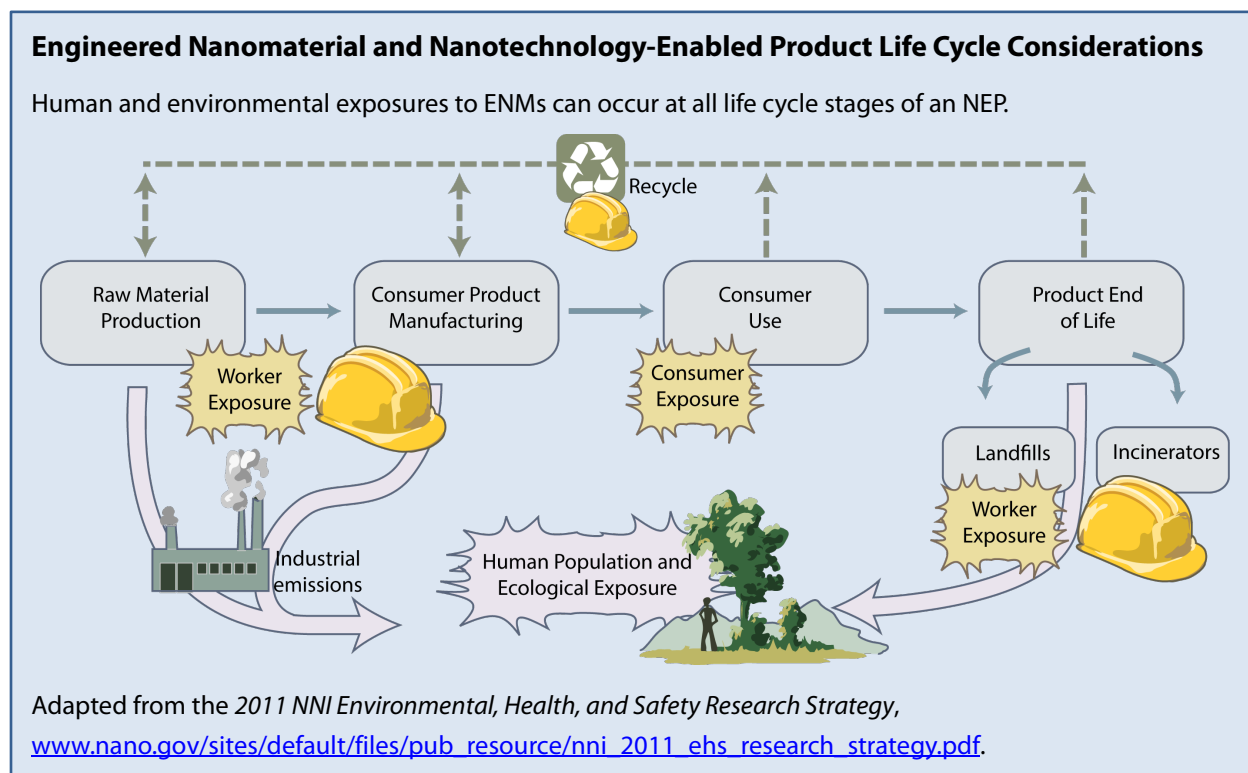 Engineered Nanomaterial and Nanotechnology-Enabled Product Life Cycle Considerations
Human and environmental exposures to ENMs can occur at all life cycle stages of an NEP.
Recycle
Raw Material
Production
Consumer Product
Manufacturing
Consumer
Use
Product End
of Life
Worker
Exposure
Consumer
Exposure
Landfills
Incinerators
Worker
Exposure
Industrial
emissions
Human Population and
Ecological Exposure
Adapted from the 2011 NNI Environmental, Health, and Safety Research Strategy,
www.nano.gov/sites/default/files/pub_resource/nni_2011_ehs_research_strategy.pdf.